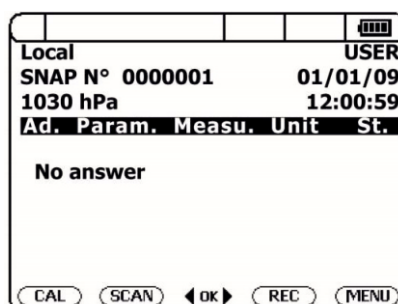 Local USER
SNAP N° 0000001 01/01/09
1030 hPa 12:00:59
Ad. Param. Measu. Unit St.
No answer
CAL SCAN OK REC MENU